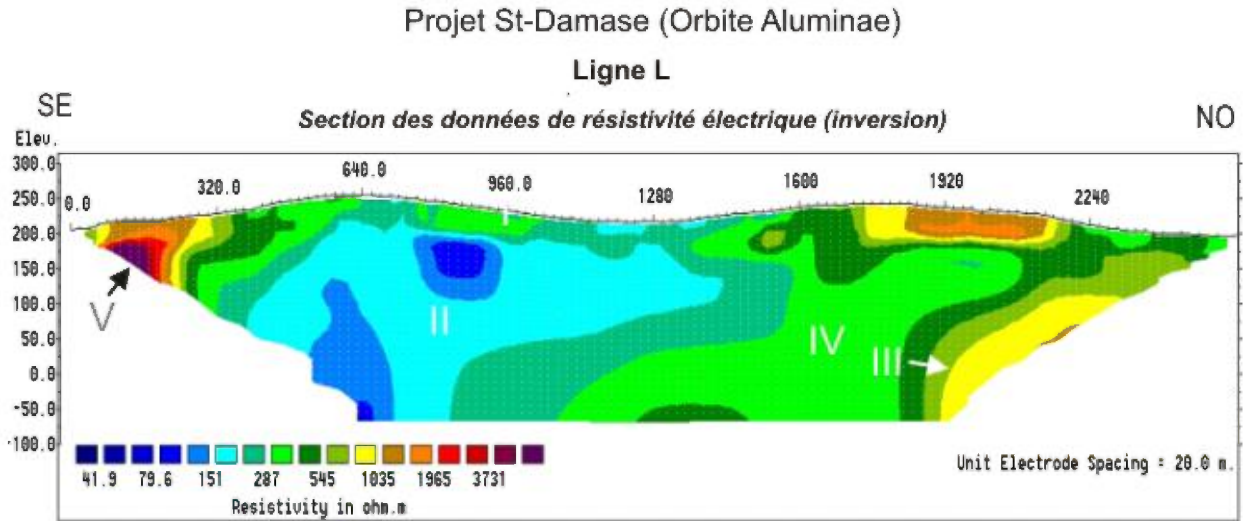 Projet St-Damase (Orbite Aluminae)
Ligne L
SE
NO
Section des données de résistivité électrique (inversion)
Elev.
300.0
250.0
200.0
150.0
100.0
50.0
0.0
-50.0
-100.0
0.0 320.0 640.0 960.0 1280 1600 1920 2240
I
II
III
IV
V
41.9 79.6 151 287 545 1035 1965 3731
Resistivity in ohm.m
Unit Electrode Spacing = 20.0 m.